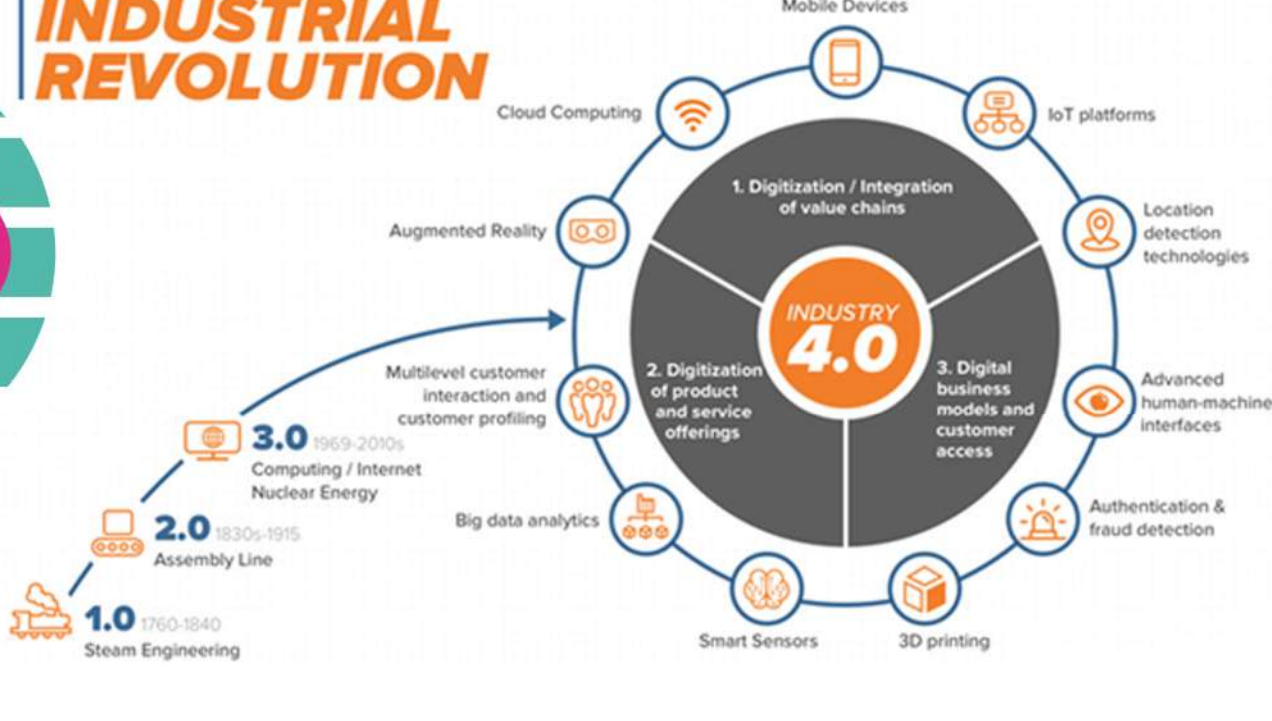 INDUSTRIAL
REVOLUTION
Mobile Devices
Cloud Computing
IoT platforms
Augmented Reality
Location
detection
technologies
1. Digitization / Integration
of value chains
INDUSTRY
4.0
2. Digitization
of product
and service
offerings
3. Digital
business
models and
customer
access
Multilevel customer
interaction and
customer profiling
Advanced
human-machine
interfaces
Big data analytics
Authentication &
fraud detection
Smart Sensors
3D printing
3.0 1969-2010s
Computing / Internet
Nuclear Energy
2.0 1830s-1915
Assembly Line
1.0 1760-1840
Steam Engineering